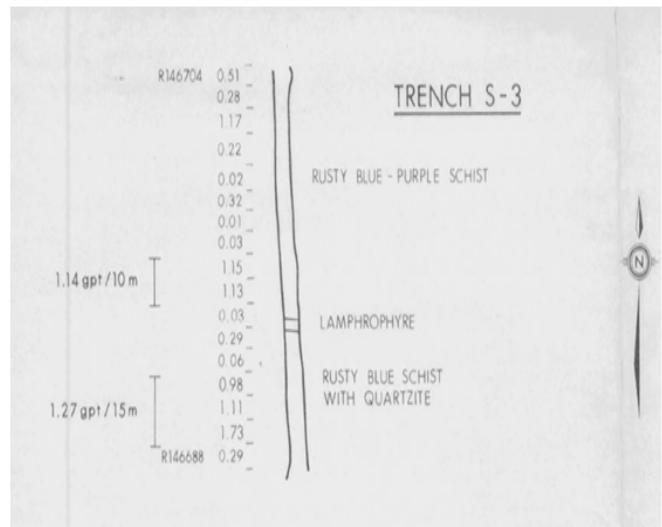 R146704 0.51
0.28
TRENCH S-3
1.17
0.22
0.02 RUSTY BLUE - PURPLE SCHIST
0.32
0.01
0.03
1.15
1.14 gpt/10 m
1.13
0.03 LAMPHROPHYRE
0.29
0.06
0.98 RUSTY BLUE SCHIST
1.27 gpt/15 m 1.11 WITH QUARTZITE
1.73
R146688 0.29
N